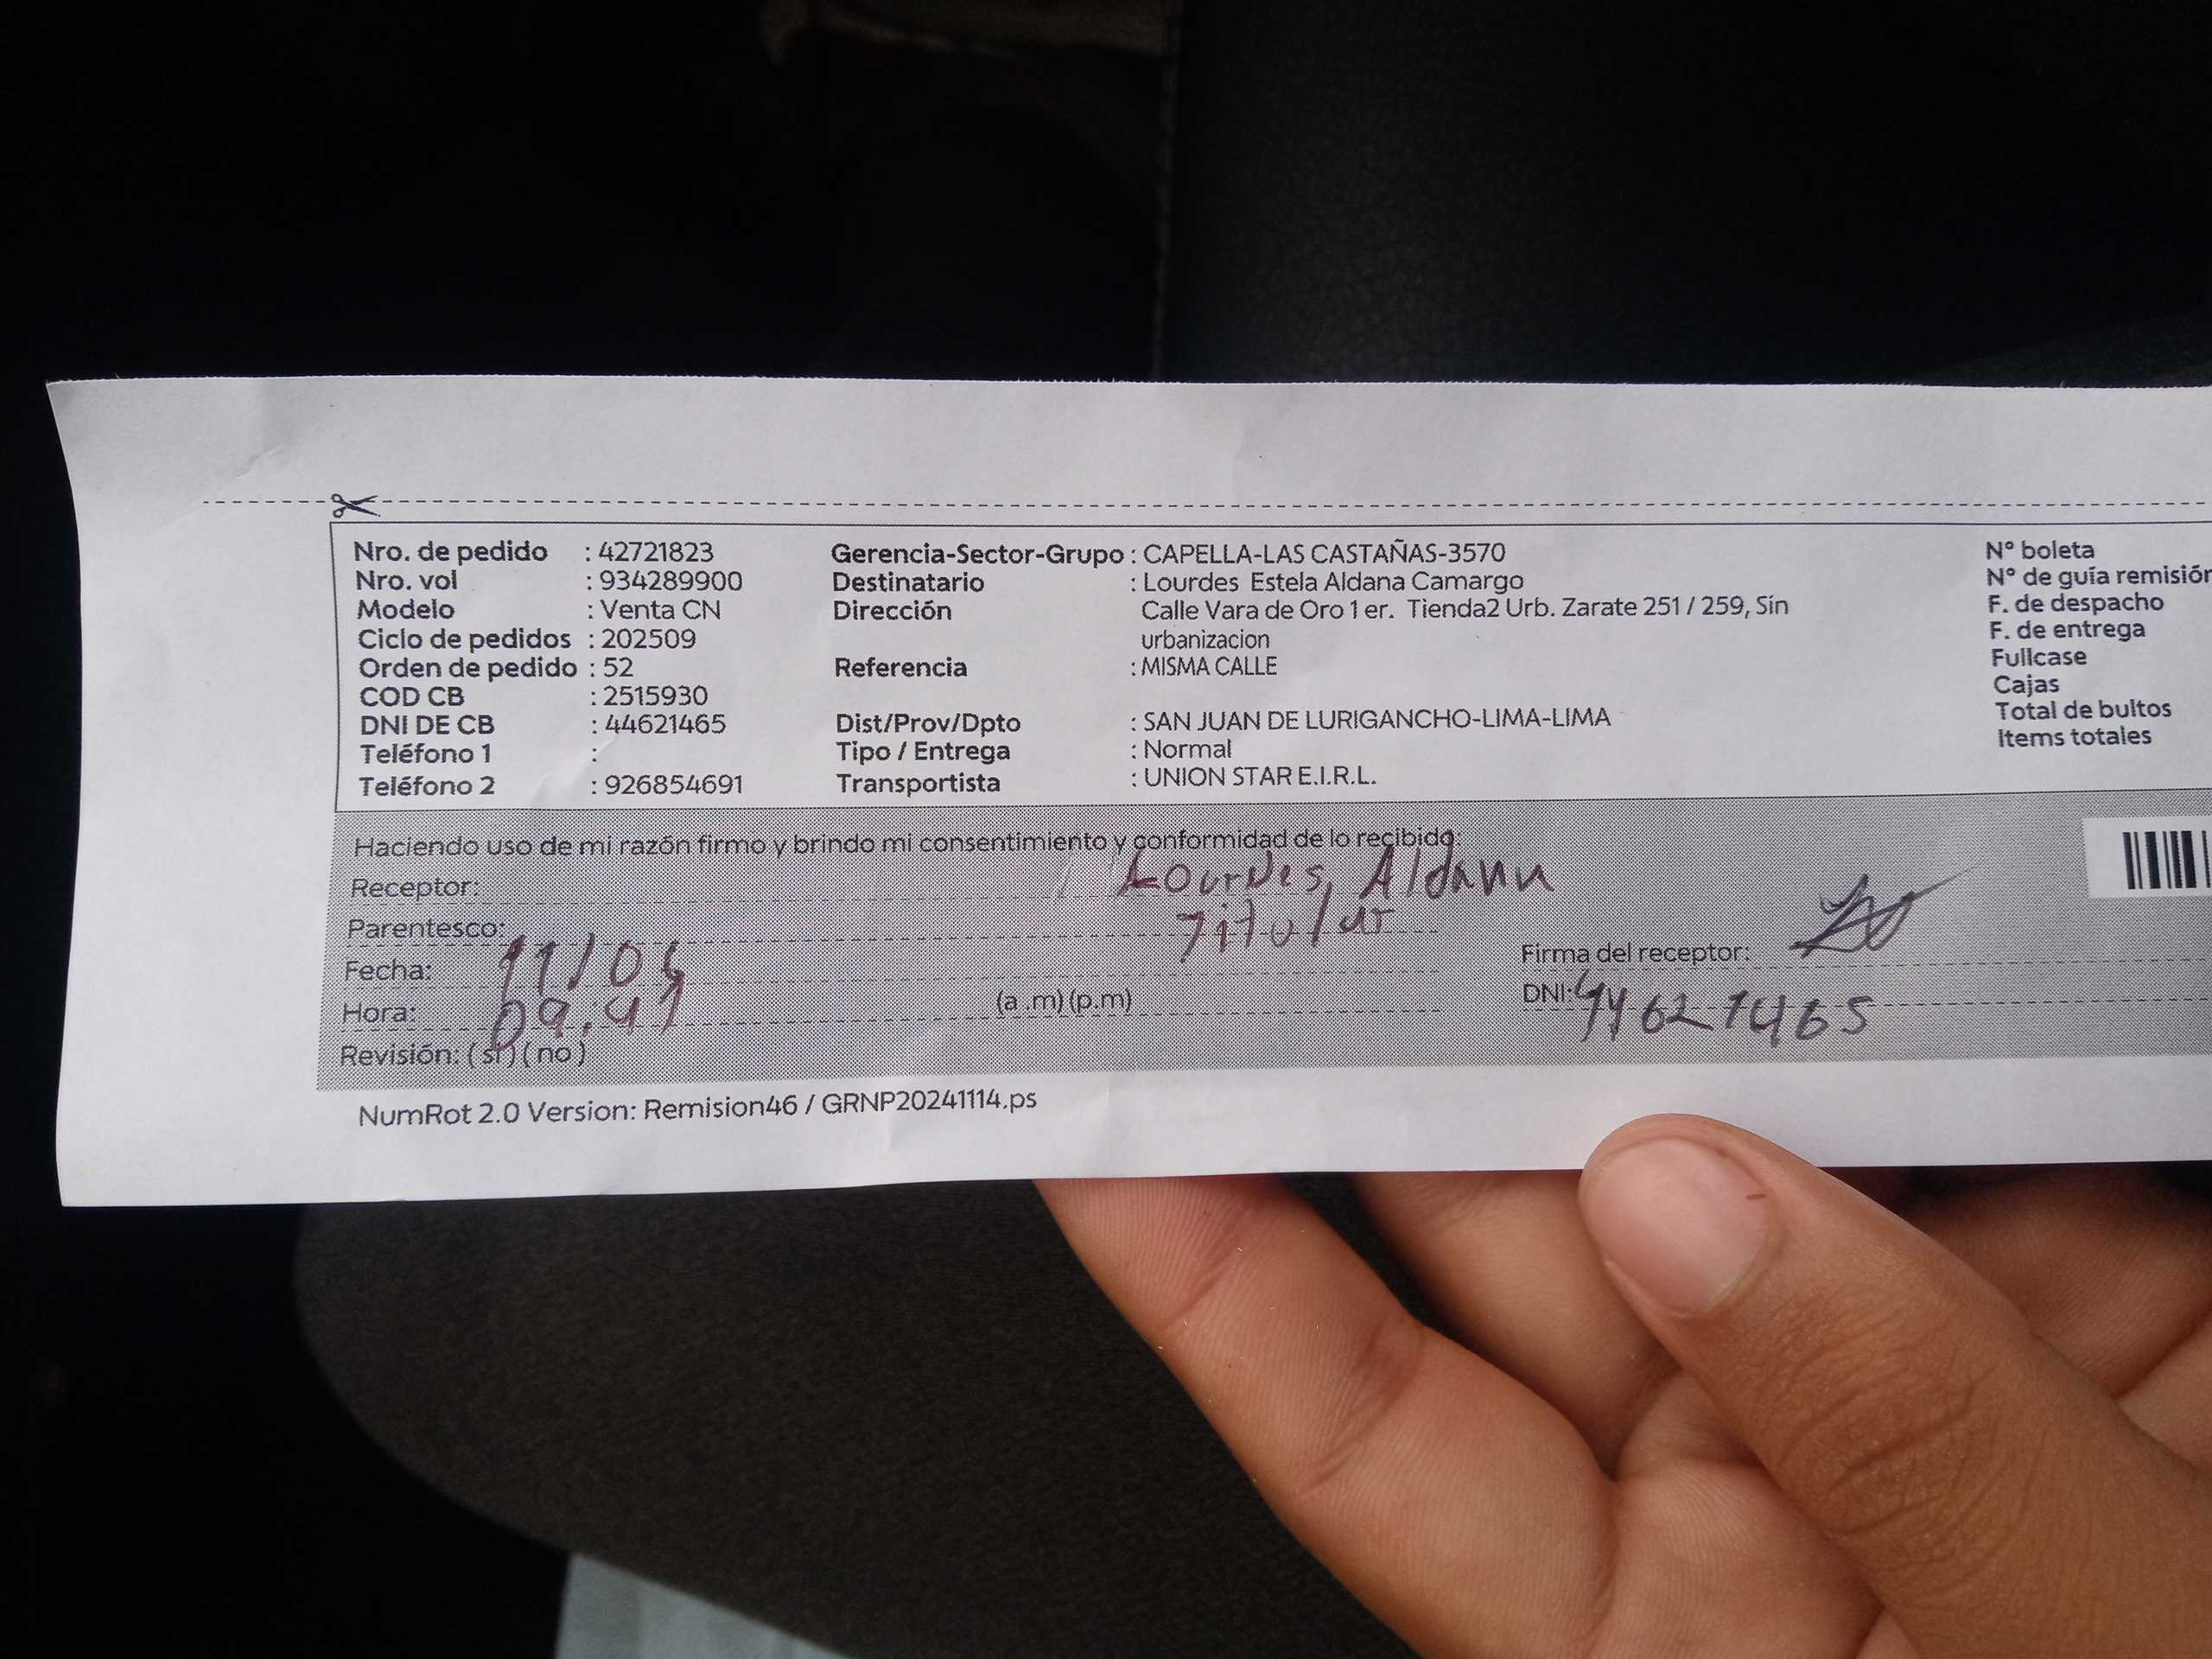 Nro. de pedido : 42721823 Gerencia-Sector-Grupo : CAPELLA-LAS CASTAÑAS-3570 N° boleta
Nro. vol : 934289900 Destinatario : Lourdes Estela Aldana Camargo N° de guía remisión
Modelo : Venta CN Dirección Calle Vara de Oro 1 er. Tienda2 Urb. Zarate 251 / 259, Sin F. de despacho
Ciclo de pedidos : 202509 urbanizacion F. de entrega
Orden de pedido : 52 Referencia : MISMA CALLE Fullcase
COD CB : 2515930 Cajas
DNI DE CB : 44621465 Dist/Prov/Dpto : SAN JUAN DE LURIGANCHO-LIMA-LIMA Total de bultos
Teléfono 1 : Tipo / Entrega : Normal Items totales
Teléfono 2 : 926854691 Transportista : UNION STAR E.I.R.L.
Haciendo uso de mi razón firmo y brindo mi consentimiento y conformidad de lo recibido:
Receptor: Lourdes, Aldana
Parentesco: Titular
Fecha: Firma del receptor:
Hora: 09:47 (a .m) (p.m) DNI: 44621465
Revisión: ( si ) ( no )
NumRot 2.0 Version: Remision46 / GRNP20241114.ps